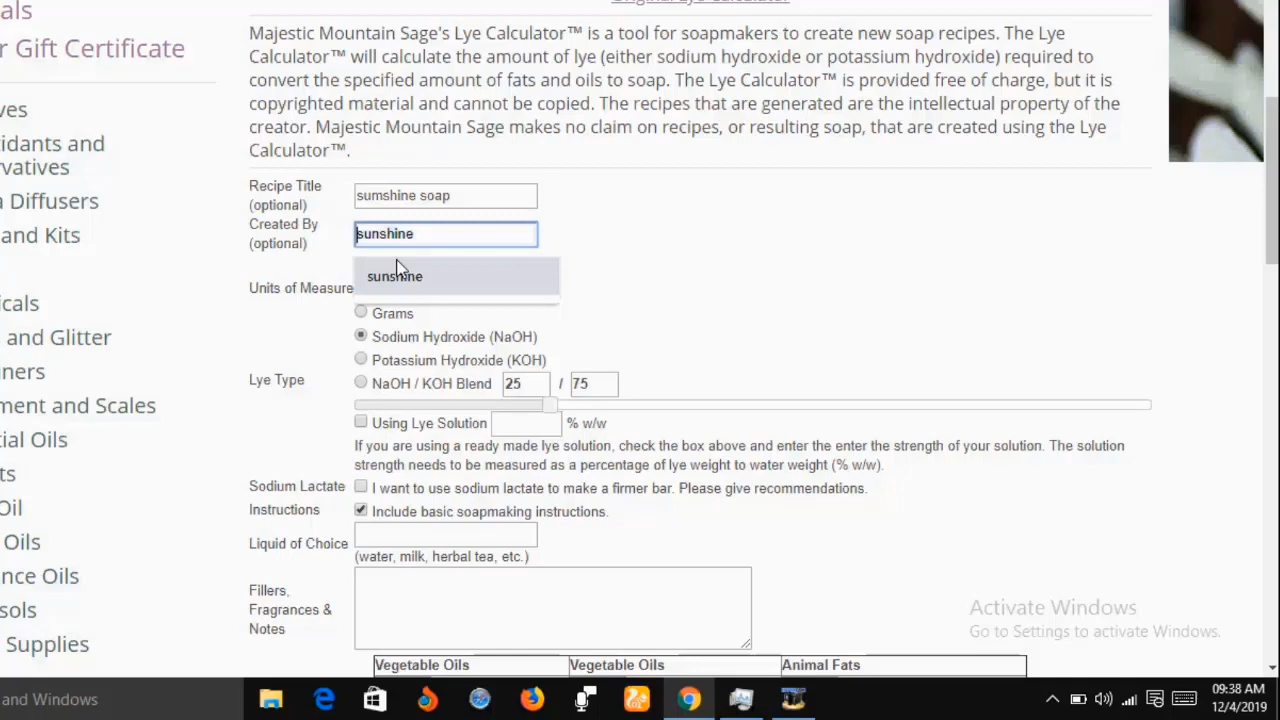 als
r Gift Certificate
ves
idants and
rvatives
a Diffusers
and Kits
icals
and Glitter
iners
ment and Scales
tial Oils
ts
Oil
Oils
nce Oils
sols
Supplies
Original Lye Calculator
Majestic Mountain Sage's Lye Calculator™ is a tool for soapmakers to create new soap recipes. The Lye
Calculator™ will calculate the amount of lye (either sodium hydroxide or potassium hydroxide) required to
convert the specified amount of fats and oils to soap. The Lye Calculator™ is provided free of charge, but it is
copyrighted material and cannot be copied. The recipes that are generated are the intellectual property of the
creator. Majestic Mountain Sage makes no claim on recipes, or resulting soap, that are created using the Lye
Calculator™.
Recipe Title
(optional)
sumshine soap
Created By
(optional)
sunshine
sunshine
Units of Measure
Grams
Sodium Hydroxide (NaOH)
Potassium Hydroxide (KOH)
Lye Type
NaOH / KOH Blend 25 / 75
Using Lye Solution % w/w
If you are using a ready made lye solution, check the box above and enter the enter the strength of your solution. The solution
strength needs to be measured as a percentage of lye weight to water weight (% w/w).
Sodium Lactate I want to use sodium lactate to make a firmer bar. Please give recommendations.
Instructions Include basic soapmaking instructions.
Liquid of Choice
(water, milk, herbal tea, etc.)
Fillers,
Fragrances &
Notes
Vegetable Oils Vegetable Oils Animal Fats
Activate Windows
Go to Settings to activate Windows.
and Windows
09:38 AM
12/4/2019